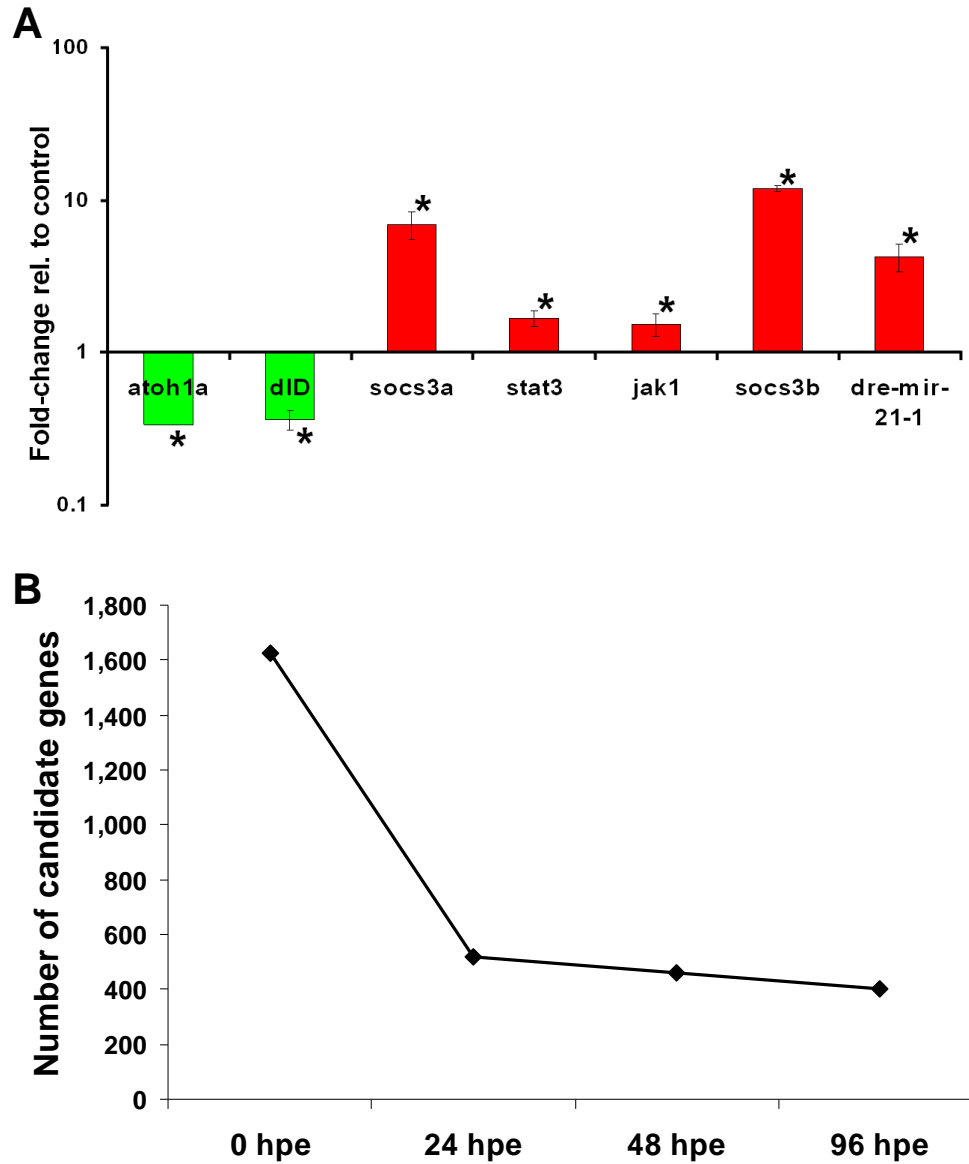 A
100
10
1
0.1
Fold-change rel. to control
atoh1a
dlD
socs3a
stat3
jak1
socs3b
dre-mir-
21-1
*
*
*
*
*
*
*
B
1,800
1,600
1,400
1,200
1,000
800
600
400
200
0
Number of candidate genes
0 hpe
24 hpe
48 hpe
96 hpe